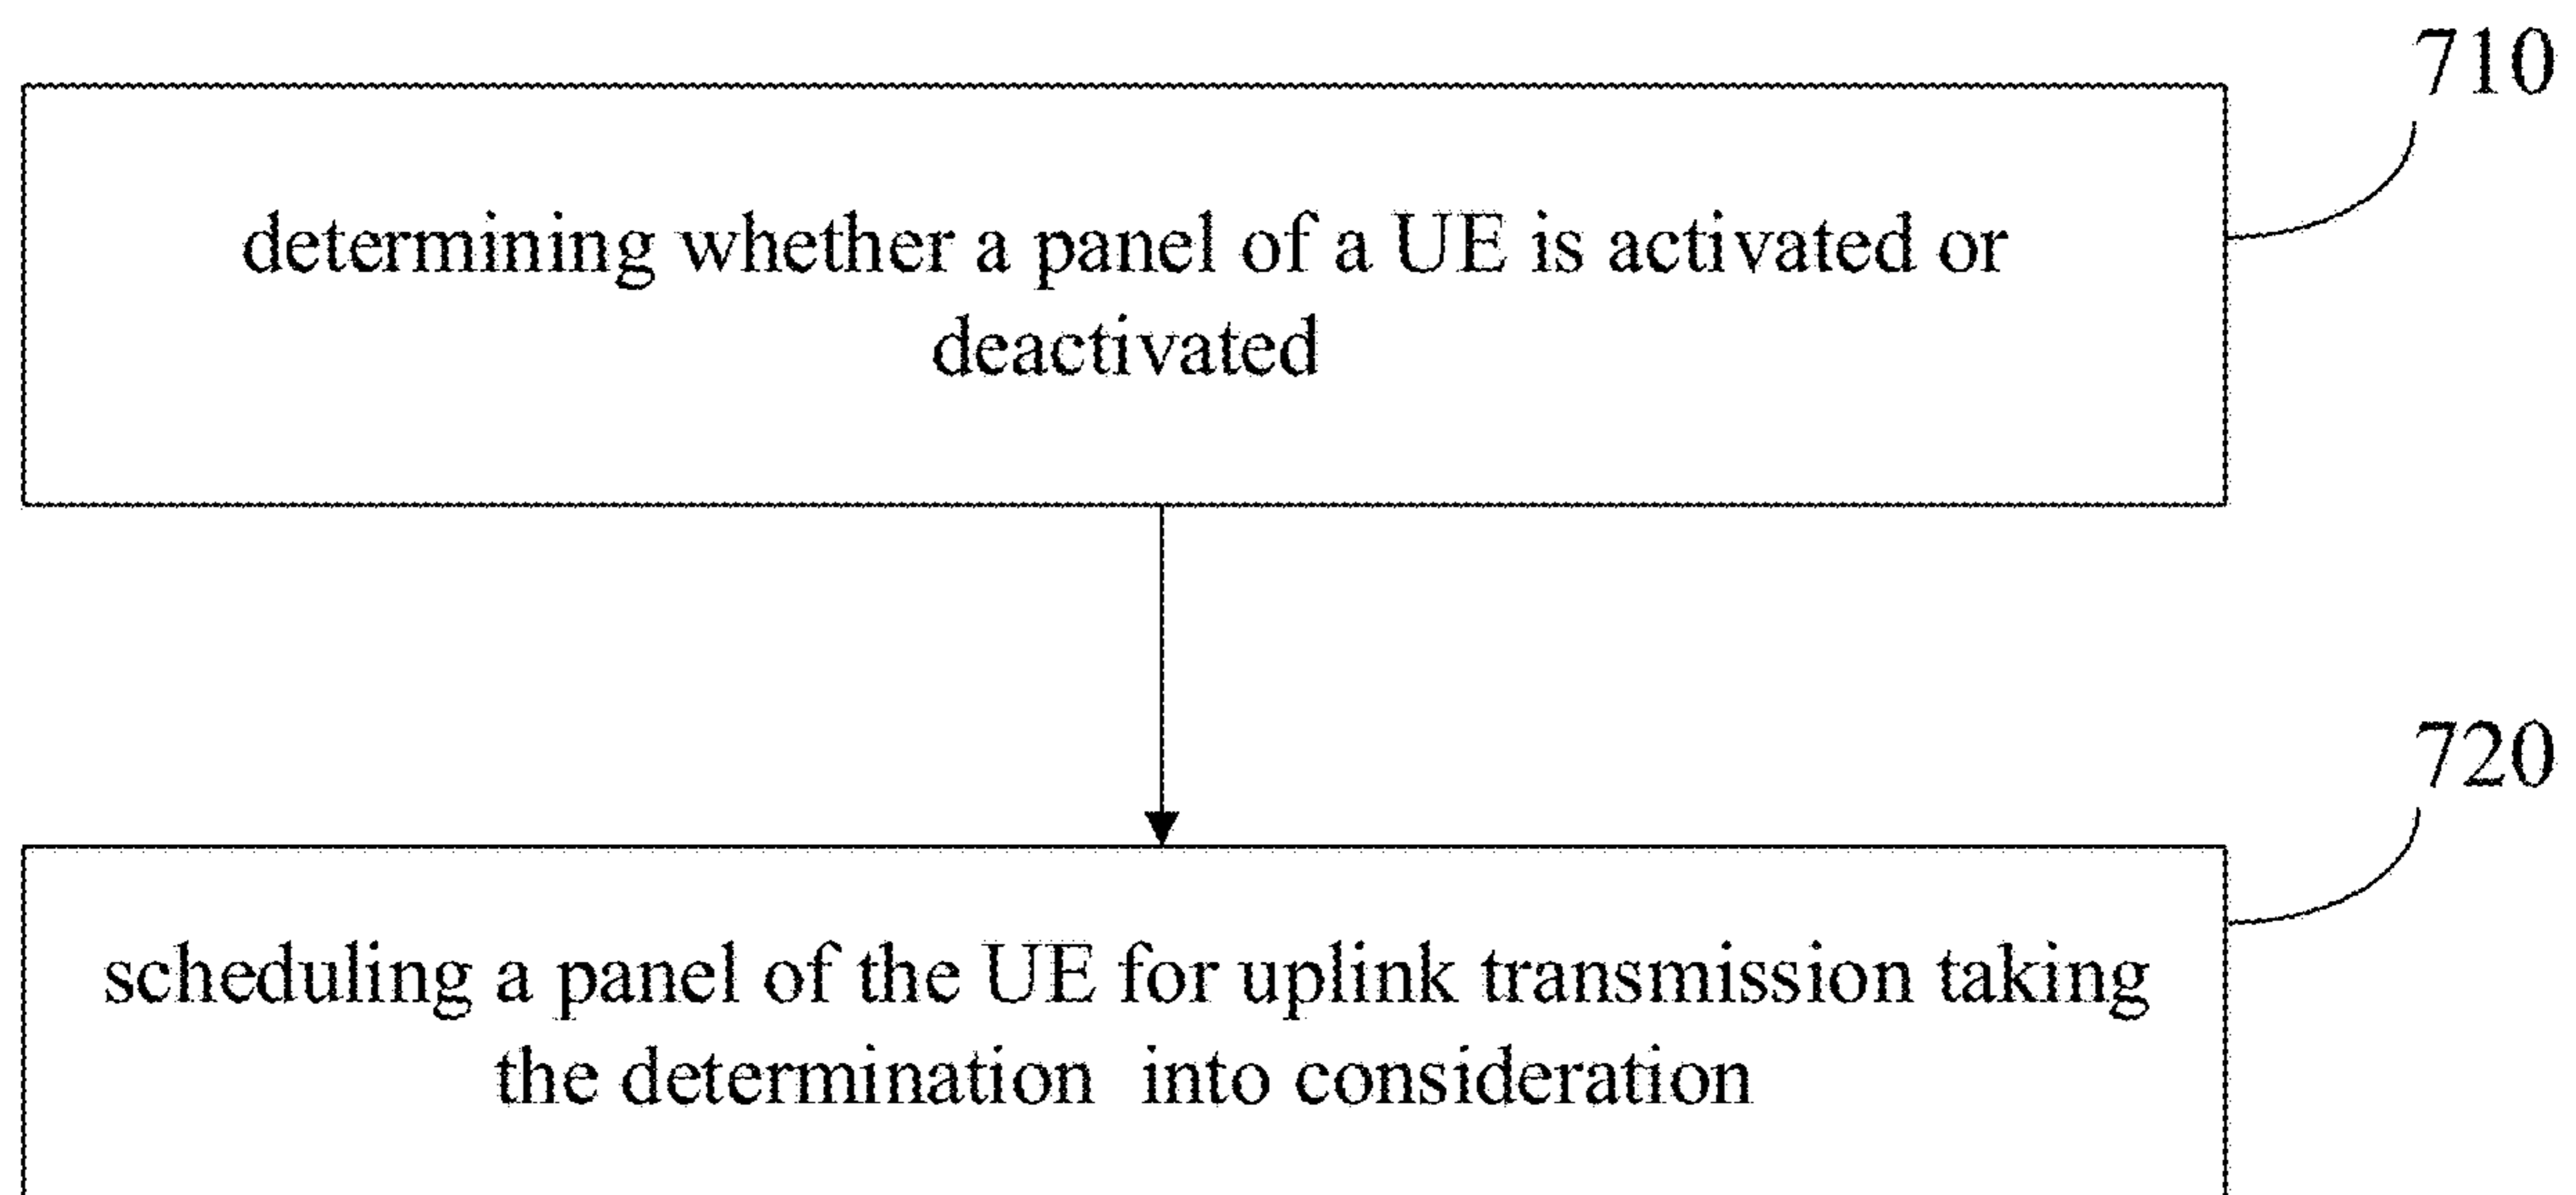 710
determining whether a panel of a UE is activated or
deactivated
720
scheduling a panel of the UE for uplink transmission taking
the determination into consideration